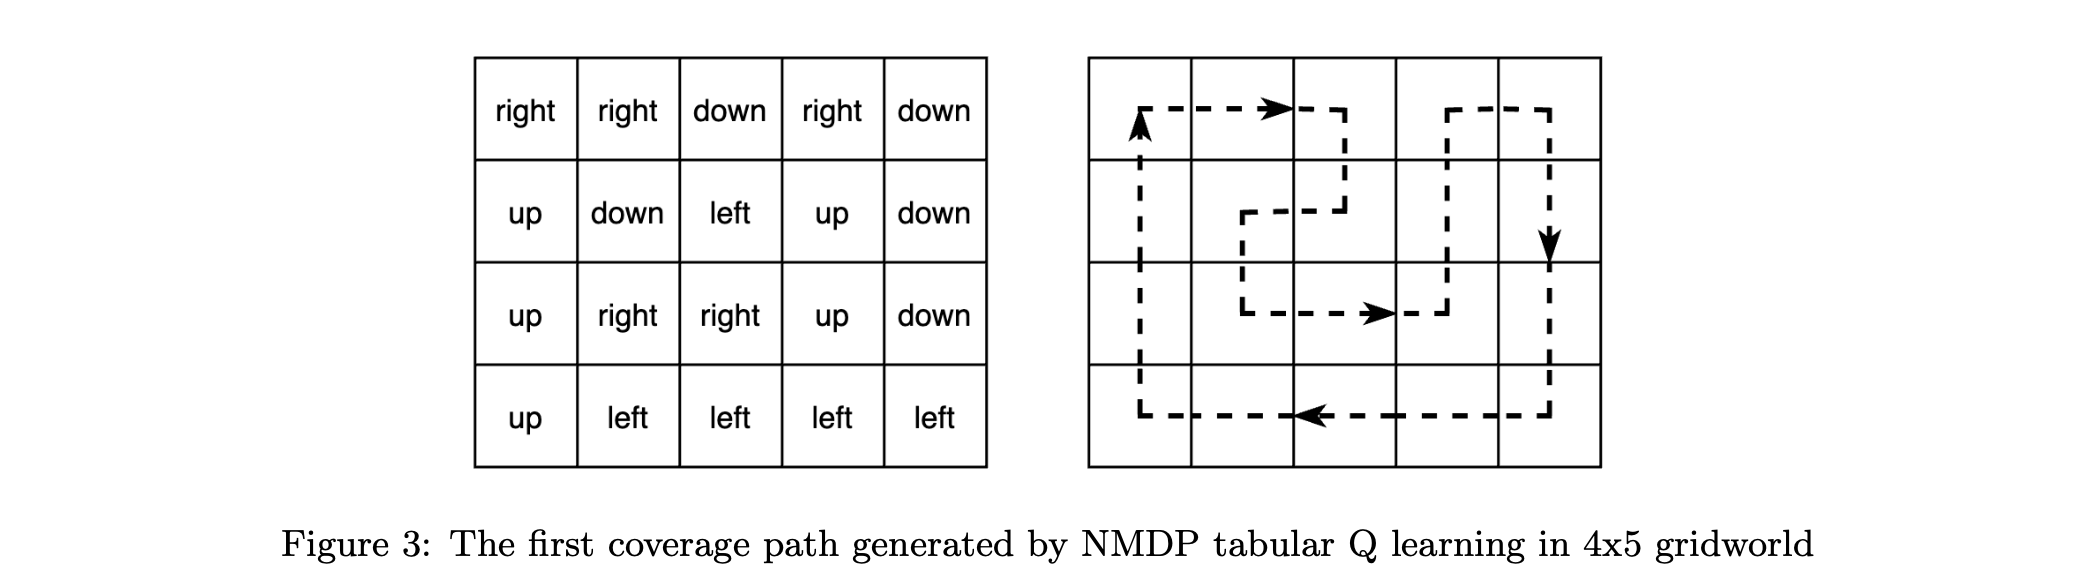 right right down right down
up down left up down
up right right up down
up left left left left
Figure 3: The first coverage path generated by NMDP tabular Q learning in 4x5 gridworld